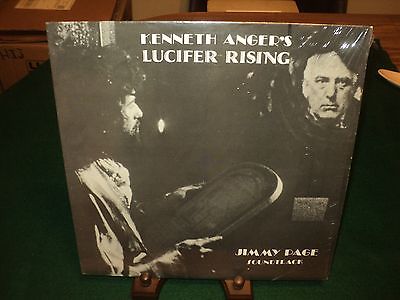 KENNETH ANGER'S
LUCIFER RISING
JIMMY PAGE
SOUNDTRACK